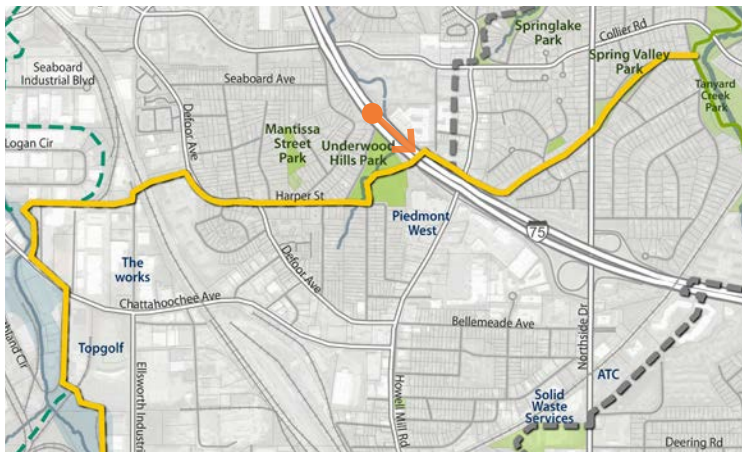 Springlake
Park
Collier Rd
Spring Valley
Park
Seaboard
Industrial Blvd
Seaboard Ave
Tanyard
Creek
Park
Defoor Ave
Mantissa
Street
Park
Underwood
Hills Park
Logan Cir
Harper St
Piedmont
West
75
The
works
Defoor Ave
Chattahoochee Ave
Northside Dr
Bellemeade Ave
Topgolf
Ellsworth Industri
Howell Mill Rd
ATC
Solid
Waste
Services
Deering Rd